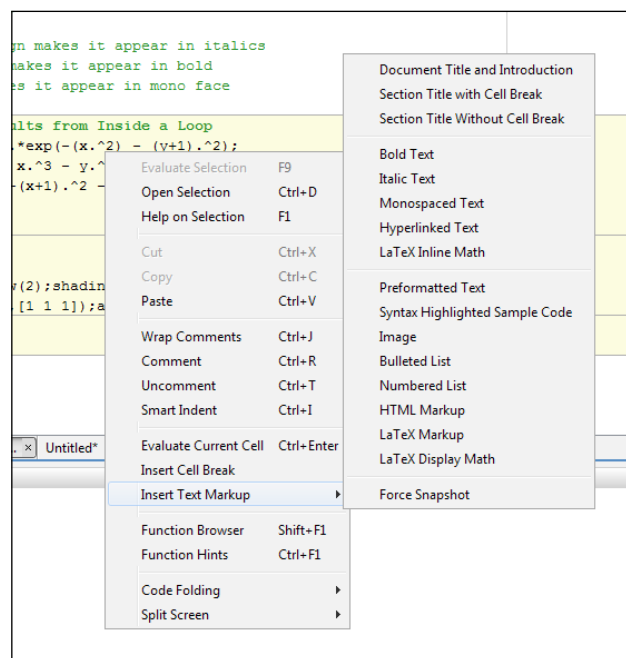 gn makes it appear in italics
makes it appear in bold
es it appear in mono face
ults from Inside a Loop
.*exp(-(x.^2) - (y+1).^2);
x.^3 - y.^
-(x+1).^2 -
w(2);shadin
.[1 1 1]);a
. × Untitled*
Evaluate Selection F9
Open Selection Ctrl+D
Help on Selection F1
Cut Ctrl+X
Copy Ctrl+C
Paste Ctrl+V
Wrap Comments Ctrl+J
Comment Ctrl+R
Uncomment Ctrl+T
Smart Indent Ctrl+I
Evaluate Current Cell Ctrl+Enter
Insert Cell Break
Insert Text Markup
Function Browser Shift+F1
Function Hints Ctrl+F1
Code Folding
Split Screen
Document Title and Introduction
Section Title with Cell Break
Section Title Without Cell Break
Bold Text
Italic Text
Monospaced Text
Hyperlinked Text
LaTeX Inline Math
Preformatted Text
Syntax Highlighted Sample Code
Image
Bulleted List
Numbered List
HTML Markup
LaTeX Markup
LaTeX Display Math
Force Snapshot